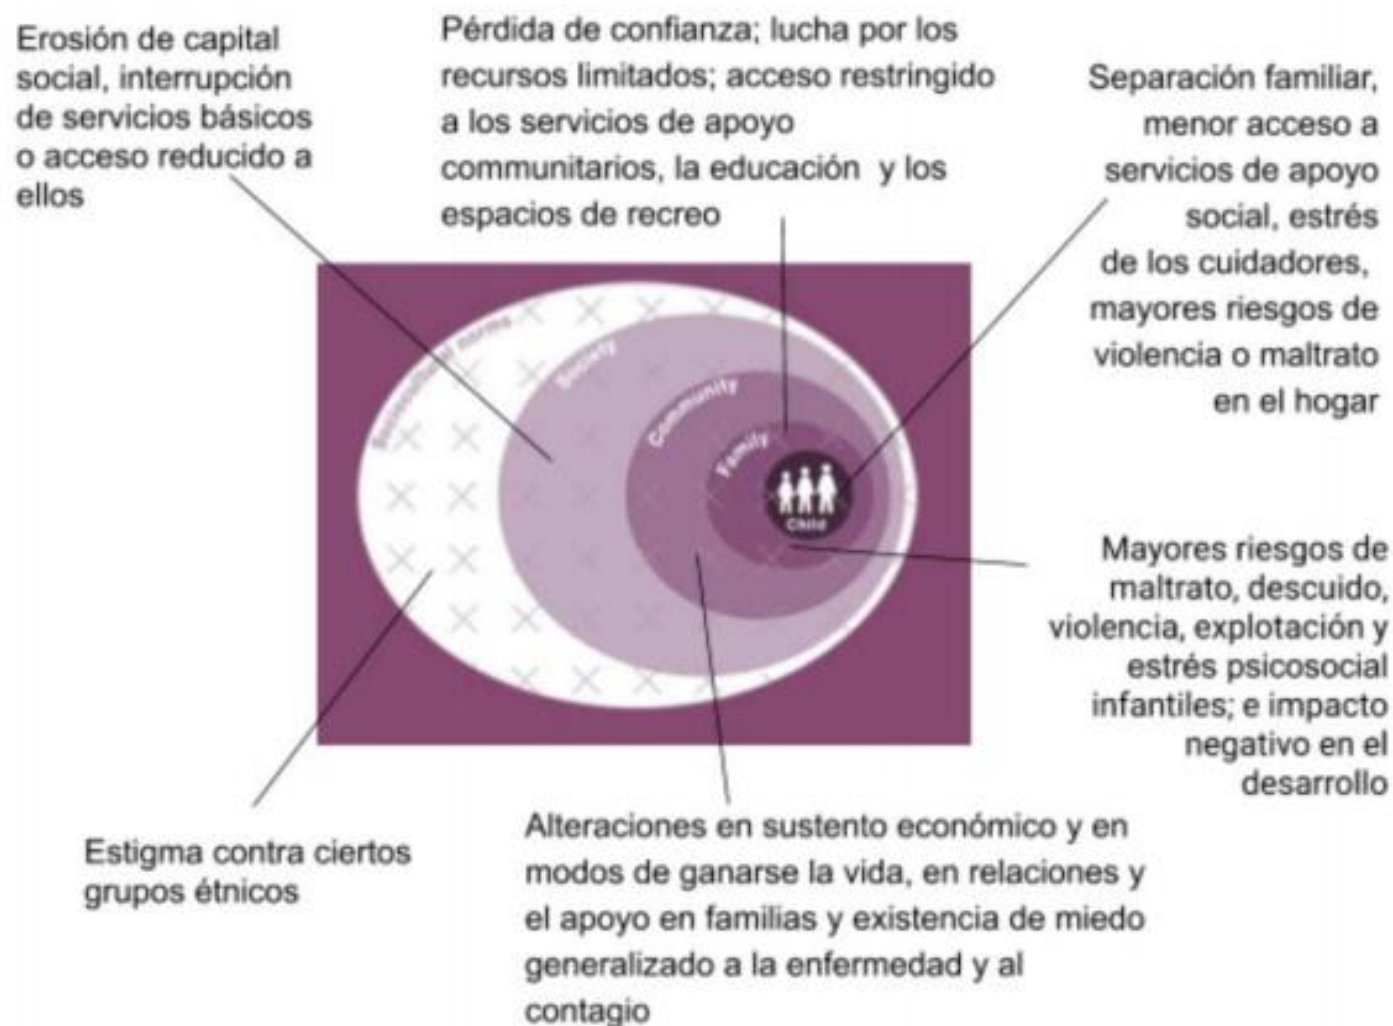 Erosión de capital
social, interrupción
de servicios básicos
o acceso reducido a
ellos
Pérdida de confianza; lucha por los
recursos limitados; acceso restringido
a los servicios de apoyo
communitarios, la educación y los
espacios de recreo
Separación familiar,
menor acceso a
servicios de apoyo
social, estrés
de los cuidadores,
mayores riesgos de
violencia o maltrato
en el hogar
norms
Society
Community
Family
Child
Mayores riesgos de
maltrato, descuido,
violencia, explotación y
estrés psicosocial
infantiles; e impacto
negativo en el
desarrollo
Estigma contra ciertos
grupos étnicos
Alteraciones en sustento económico y en
modos de ganarse la vida, en relaciones y
el apoyo en familias y existencia de miedo
generalizado a la enfermedad y al
contagio